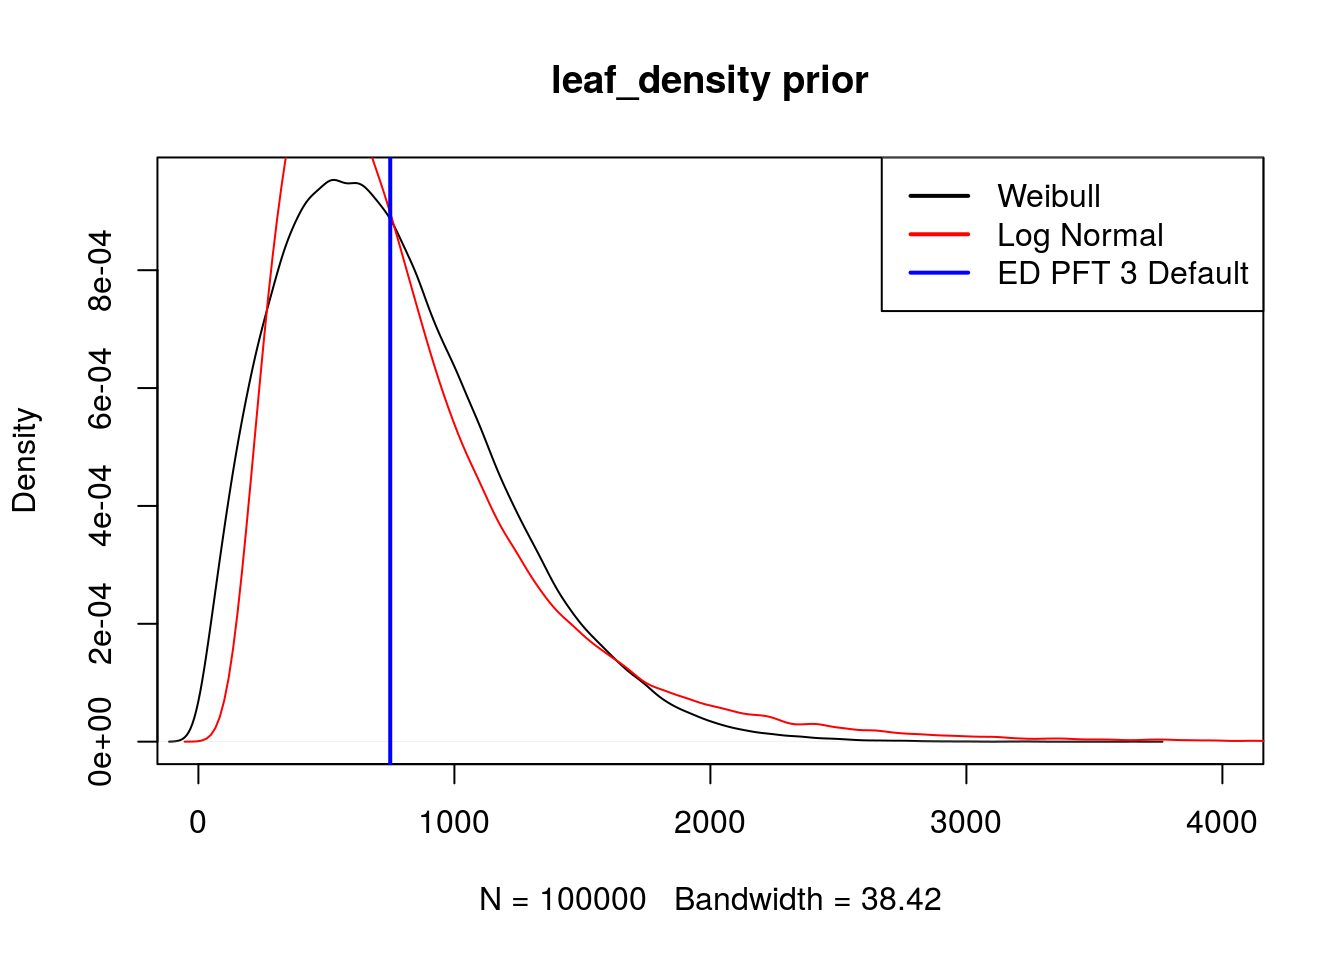 leaf_density prior
Weibull
Log Normal
ED PFT 3 Default
Density
0e+00 2e-04 4e-04 6e-04 8e-04
0 1000 2000 3000 4000
N = 100000 Bandwidth = 38.42